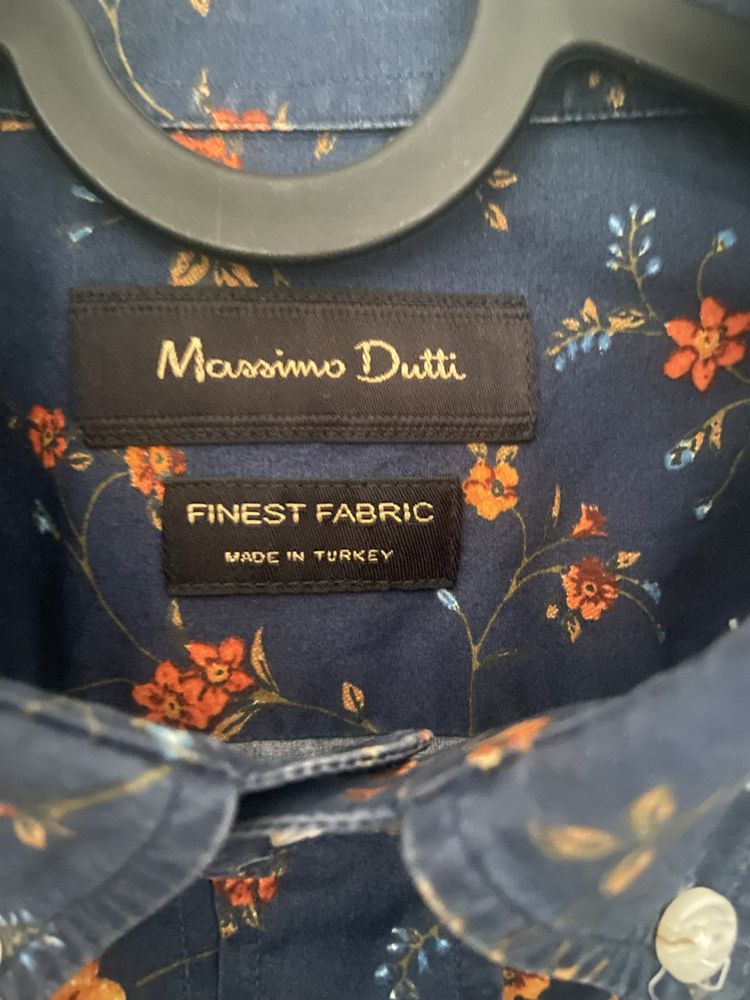 Massimo Dutti
FINEST FABRIC
MADE IN TURKEY